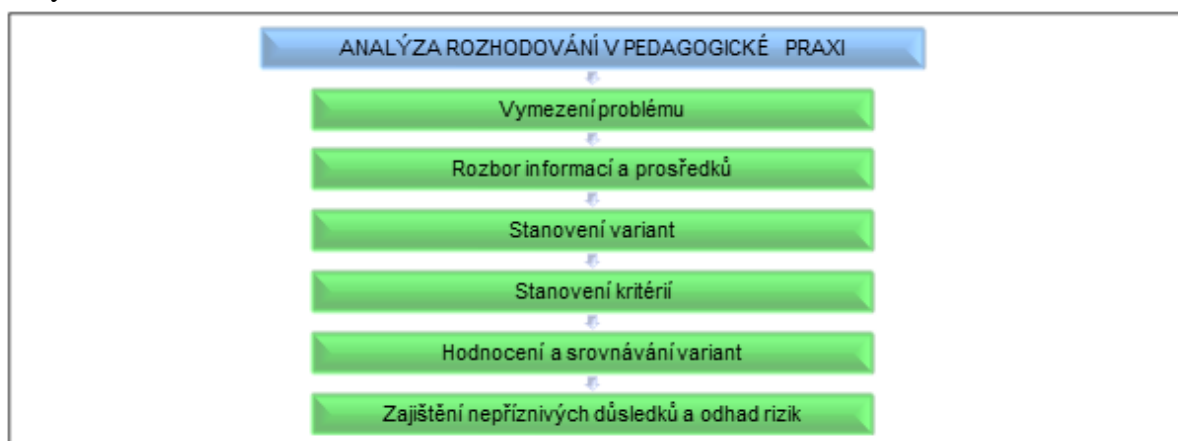 ANALÝZA ROZHODOVÁNÍ V PEDAGOGICKÉ PRAXI
Vymezení problému
Rozbor informací a prosředků
Stanovení variant
Stanovení kritérií
Hodnocení a srovnávání variant
Zajištění nepříznivých důsledků a odhad rizik